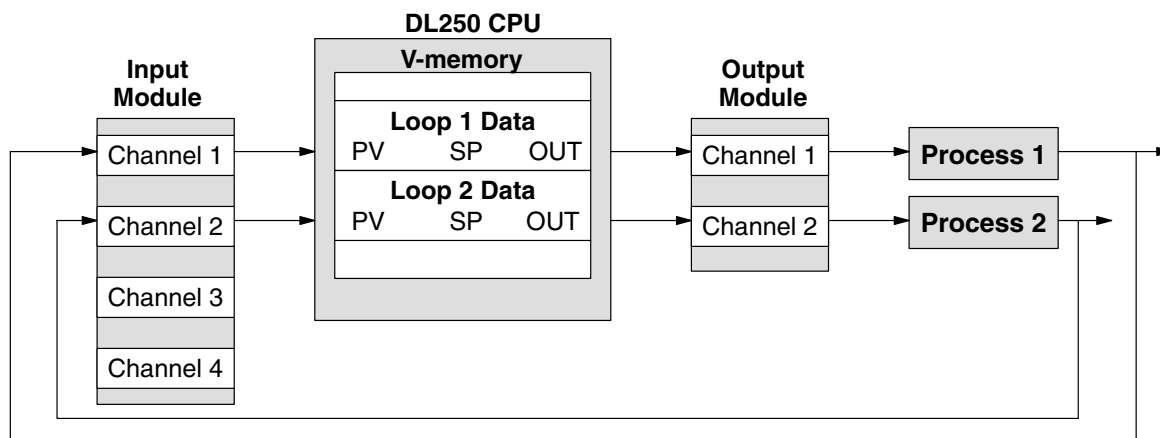 DL250 CPU
V-memory
Input
Module
Output
Module
Channel 1
Loop 1 Data
PV SP OUT
Channel 1
Process 1
Channel 2
Loop 2 Data
PV SP OUT
Channel 2
Process 2
Channel 3
Channel 4